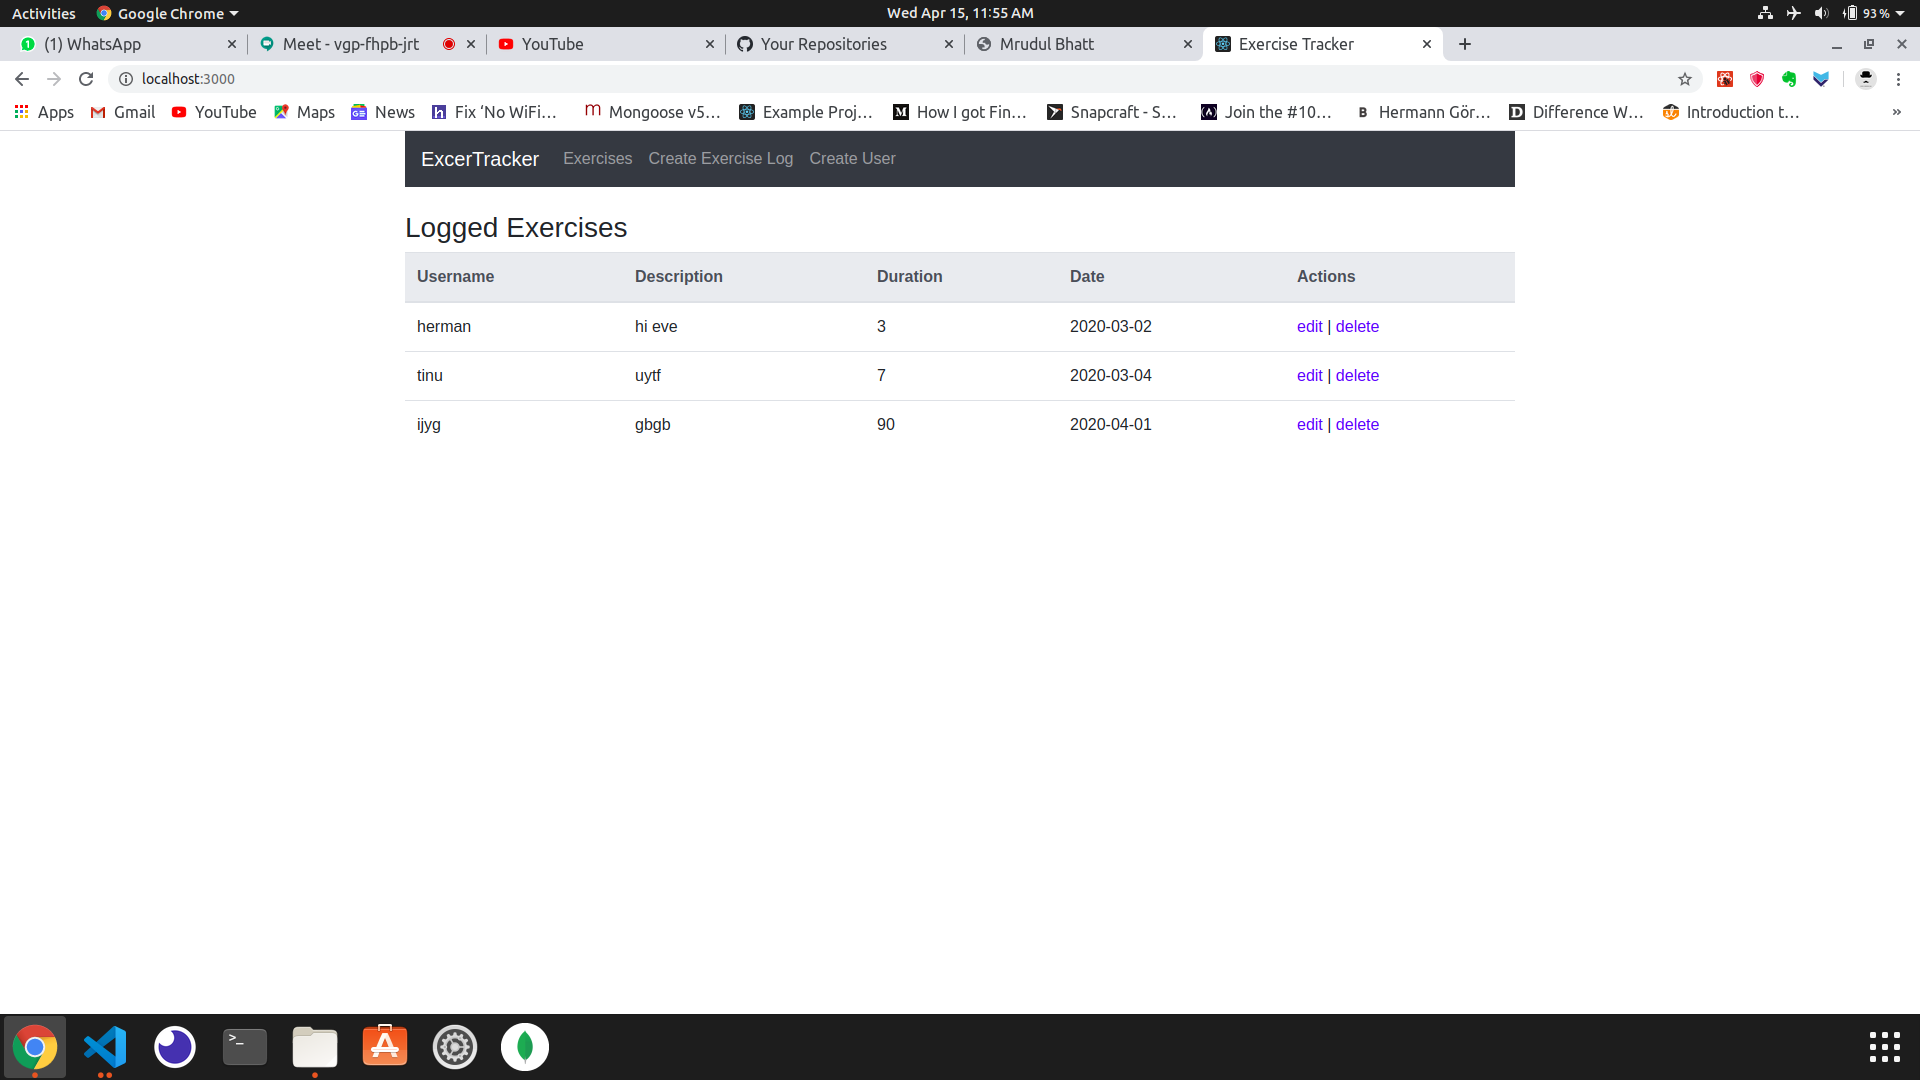 Activities Google Chrome Wed Apr 15, 11:55 AM 93 %
(1) WhatsApp Meet - vgp-fhpb-jrt YouTube Your Repositories Mrudul Bhatt Exercise Tracker
localhost:3000
Apps Gmail YouTube Maps News Fix ‘No WiFi… Mongoose v5… Example Proj… How I got Fin… Snapcraft - S… Join the #10… Hermann Gör… Difference W… Introduction t… »
ExcerTracker Exercises Create Exercise Log Create User
Logged Exercises
Username Description Duration Date Actions
herman hi eve 3 2020-03-02 edit | delete
tinu uytf 7 2020-03-04 edit | delete
ijyg gbgb 90 2020-04-01 edit | delete